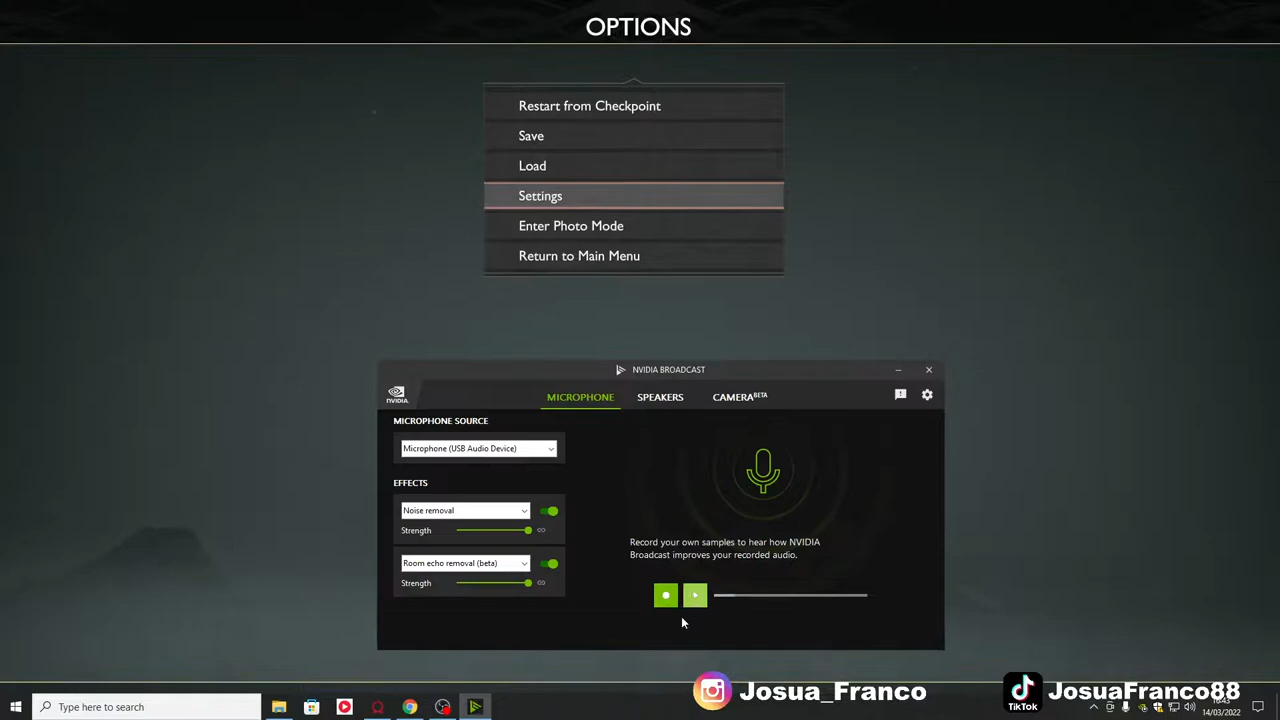 OPTIONS
Restart from Checkpoint
Save
Load
Settings
Enter Photo Mode
Return to Main Menu
NVIDIA BROADCAST
NVIDIA.
MICROPHONE
SPEAKERS
CAMERA BETA
MICROPHONE SOURCE
Microphone (USB Audio Device)
EFFECTS
Noise removal
Strength
Room echo removal (beta)
Strength
Record your own samples to hear how NVIDIA
Broadcast improves your recorded audio.
Josua_Franco
TikTok
JosuaFranco88
Type here to search
16:43
14/03/2022